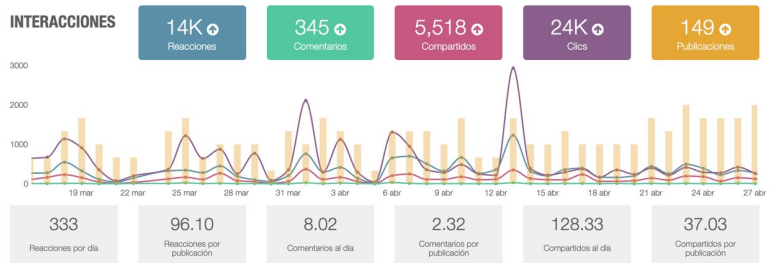 INTERACCIONES
14K
Reacciones
345
Comentarios
5,518
Compartidos
24K
Clics
149
Publicaciones
3000
2000
1000
0
19 mar
22 mar
25 mar
28 mar
31 mar
3 abr
6 abr
9 abr
12 abr
15 abr
18 abr
21 abr
24 abr
27 abr
333
Reacciones por día
96.10
Reacciones por
publicación
8.02
Comentarios al día
2.32
Comentarios por
publicación
128.33
Compartidos al día
37.03
Compartidos por
publicación